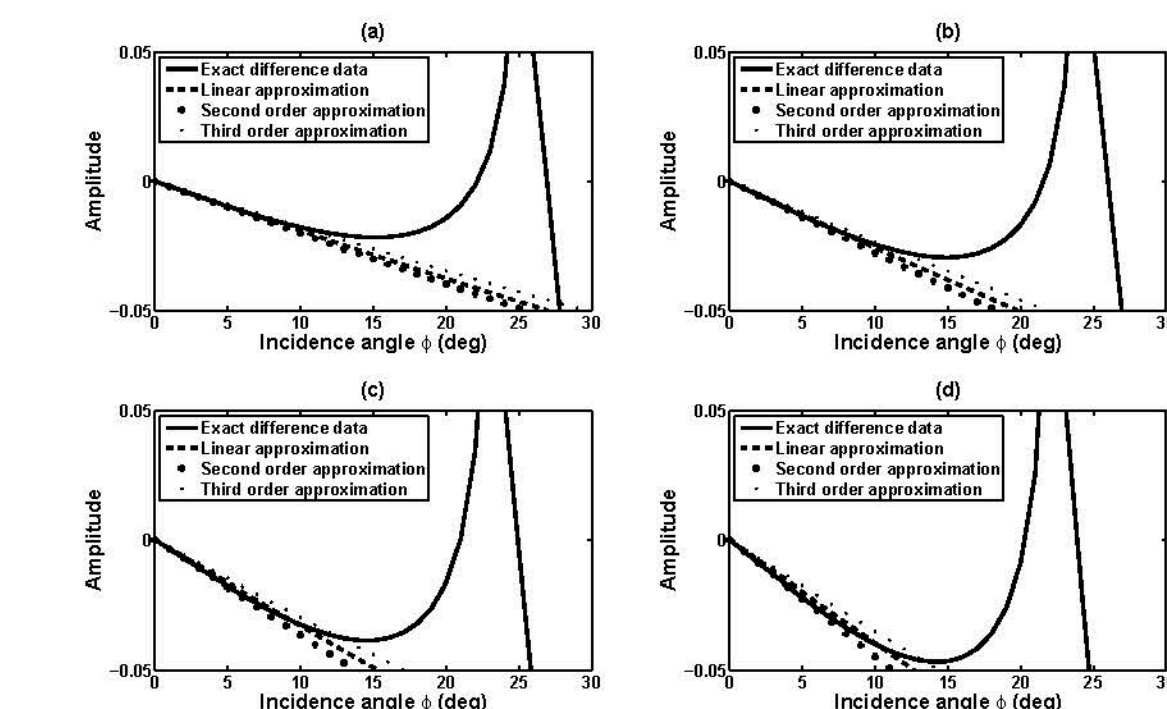 (a)
0.05
Exact difference data
Linear approximation
Second order approximation
Third order approximation
Amplitude
0
−0.05
0 5 10 15 20 25 30
Incidence angle ϕ (deg)
(b)
0.05
Exact difference data
Linear approximation
Second order approximation
Third order approximation
Amplitude
0
−0.05
0 5 10 15 20 25 3
Incidence angle ϕ (deg)
(c)
0.05
Exact difference data
Linear approximation
Second order approximation
Third order approximation
Amplitude
0
−0.05
0 5 10 15 20 25 30
Incidence angle ϕ (deg)
(d)
0.05
Exact difference data
Linear approximation
Second order approximation
Third order approximation
Amplitude
0
−0.05
0 5 10 15 20 25 3
Incidence angle ϕ (deg)